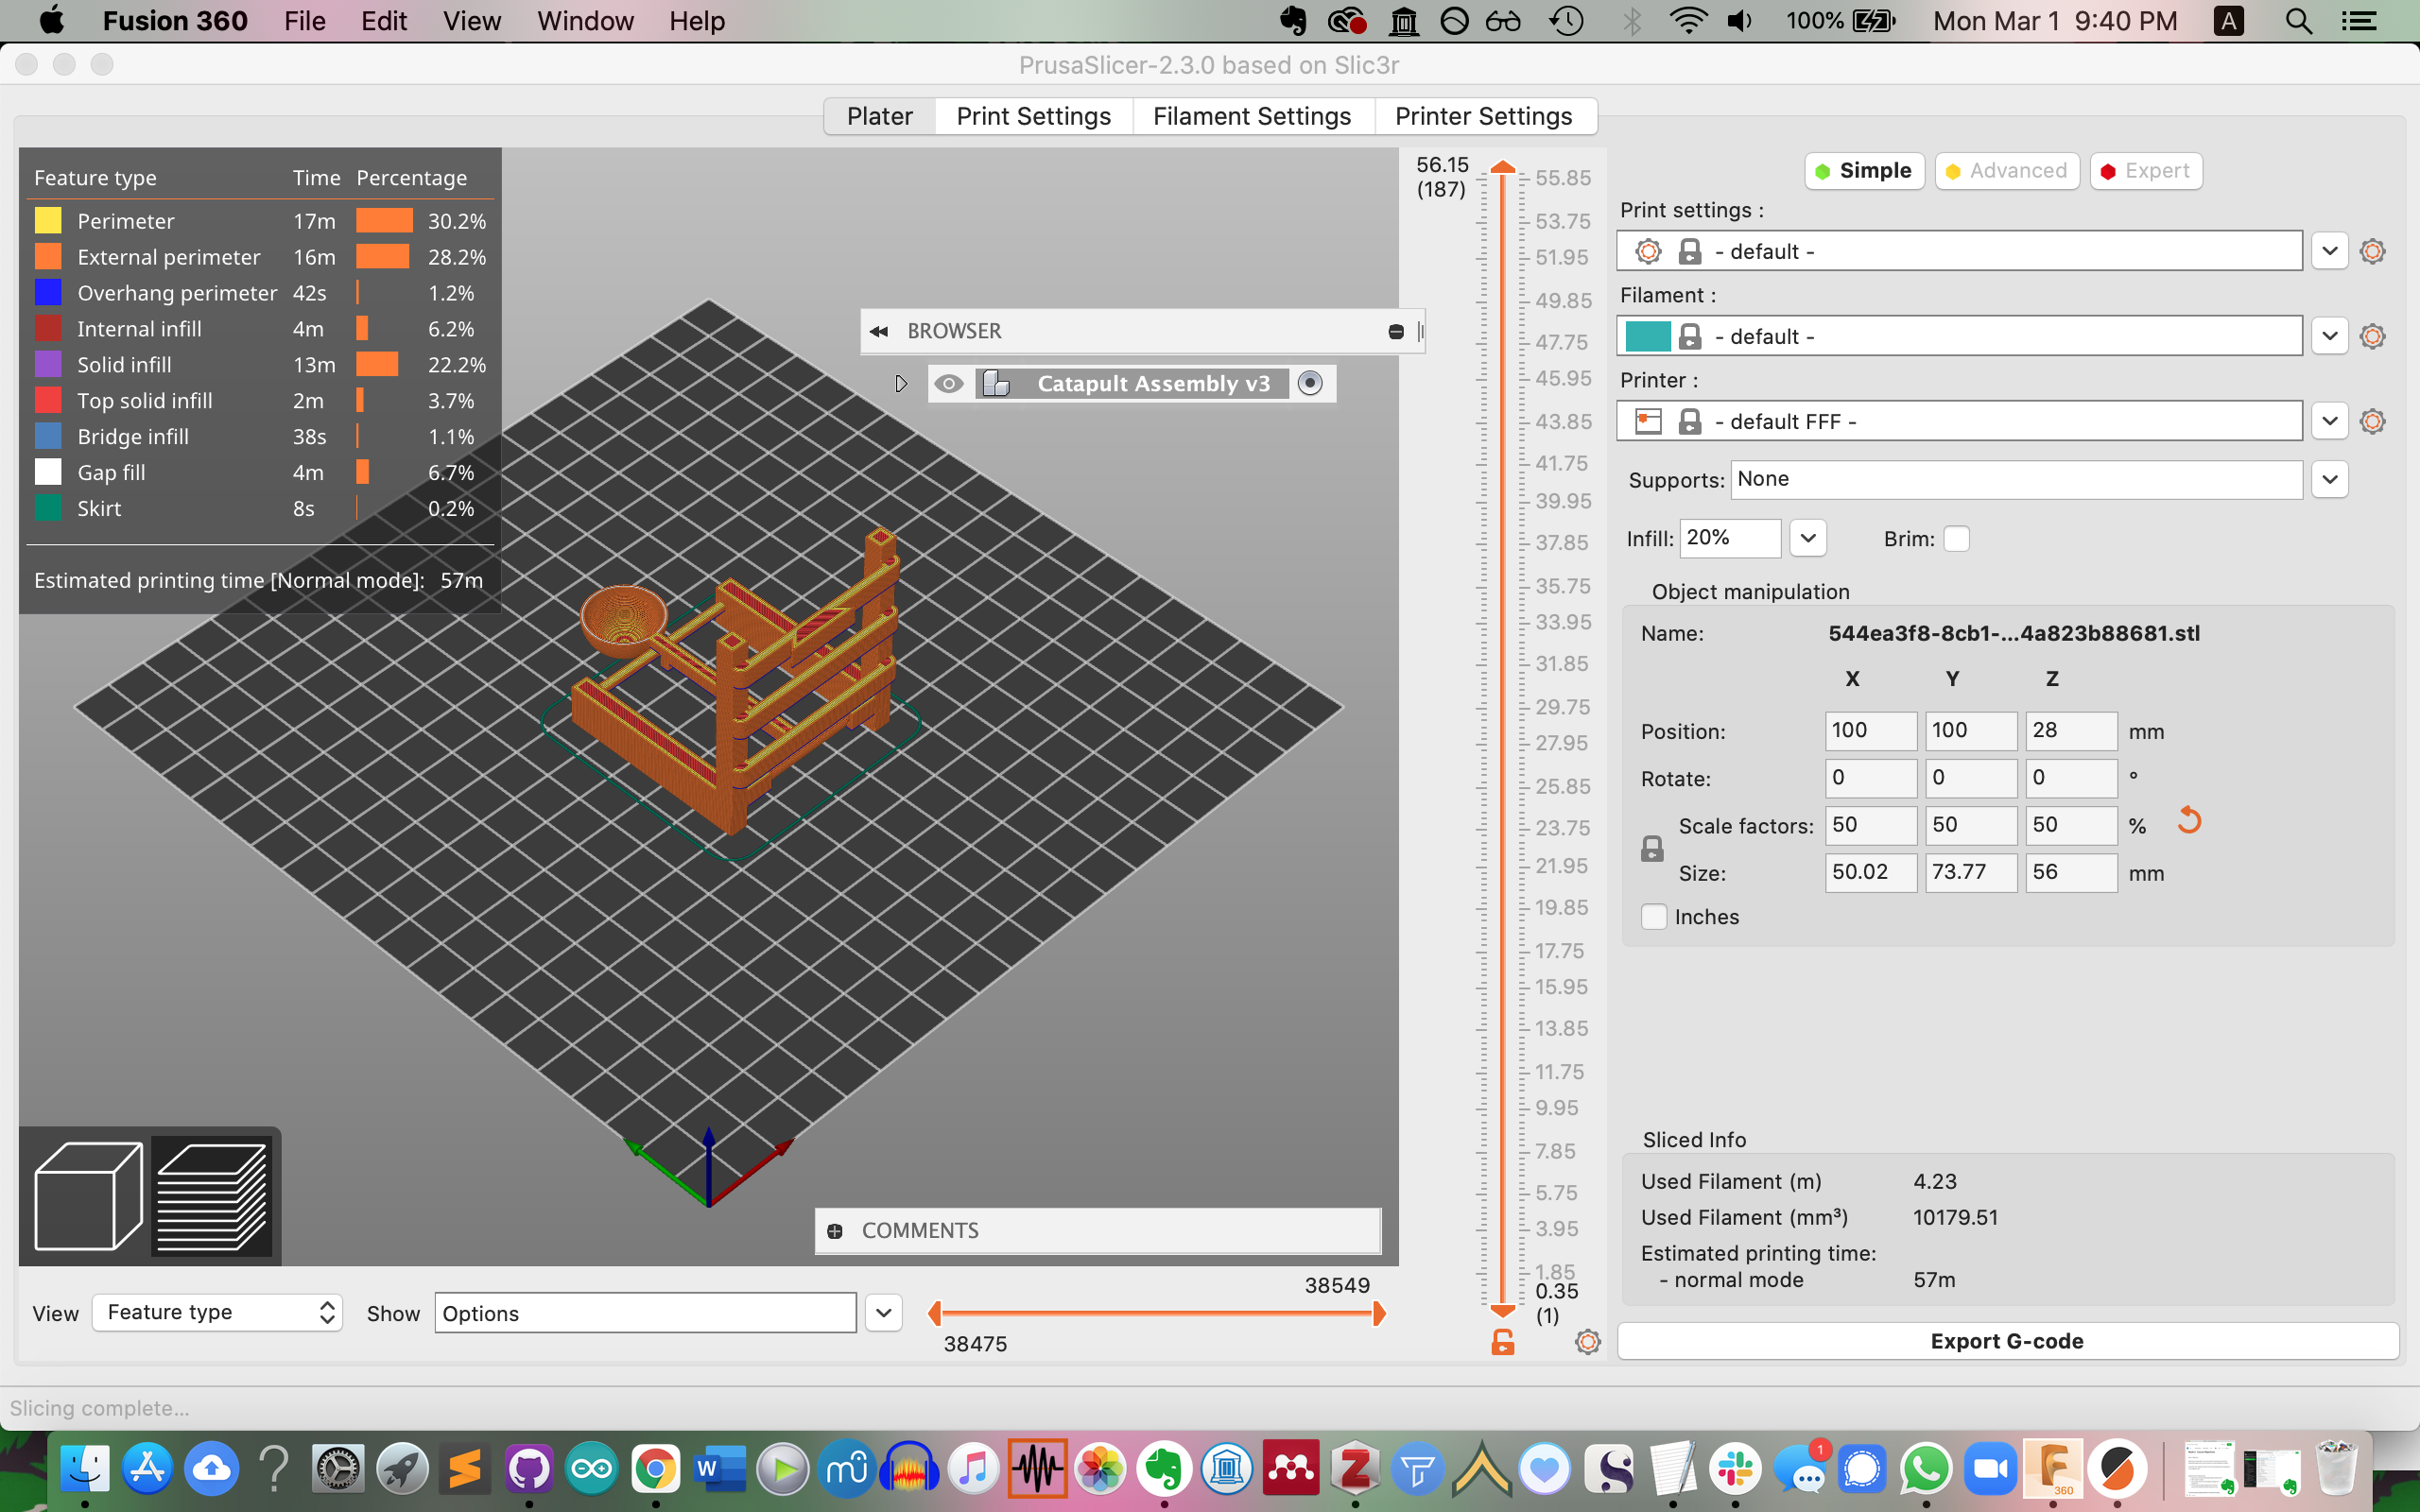 Fusion 360 File Edit View Window Help 100% Mon Mar 1 9:40 PM A
PrusaSlicer-2.3.0 based on Slic3r
Plater Print Settings Filament Settings Printer Settings
Feature type Time Percentage
Perimeter 17m 30.2%
External perimeter 16m 28.2%
Overhang perimeter 42s 1.2%
Internal infill 4m 6.2%
Solid infill 13m 22.2%
Top solid infill 2m 3.7%
Bridge infill 38s 1.1%
Gap fill 4m 6.7%
Skirt 8s 0.2%
Estimated printing time [Normal mode]: 57m
BROWSER
Catapult Assembly v3
COMMENTS
View Feature type Show Options
38549
38475
56.15
(187)
55.85
53.75
51.95
49.85
47.75
45.95
43.85
41.75
39.95
37.85
35.75
33.95
31.85
29.75
27.95
25.85
23.75
21.95
19.85
17.75
15.95
13.85
11.75
9.95
7.85
5.75
3.95
1.85
0.35
(1)
Simple Advanced Expert
Print settings :
- default -
Filament :
- default -
Printer :
- default FFF -
Supports: None
Infill: 20% Brim:
Object manipulation
Name: 544ea3f8-8cb1-...4a823b88681.stl
X Y Z
Position: 100 100 28 mm
Rotate: 0 0 0 °
Scale factors: 50 50 50 %
Size: 50.02 73.77 56 mm
Inches
Sliced Info
Used Filament (m) 4.23
Used Filament (mm³) 10179.51
Estimated printing time:
- normal mode 57m
Export G-code
Slicing complete...
W
Z
1
F
360